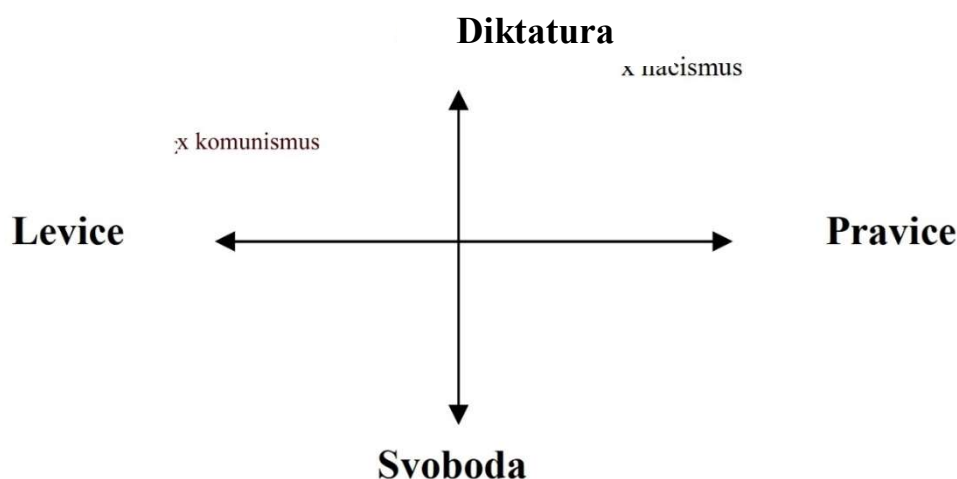 Diktatura
x nacismus
x komunismus
Levice
Pravice
Svoboda